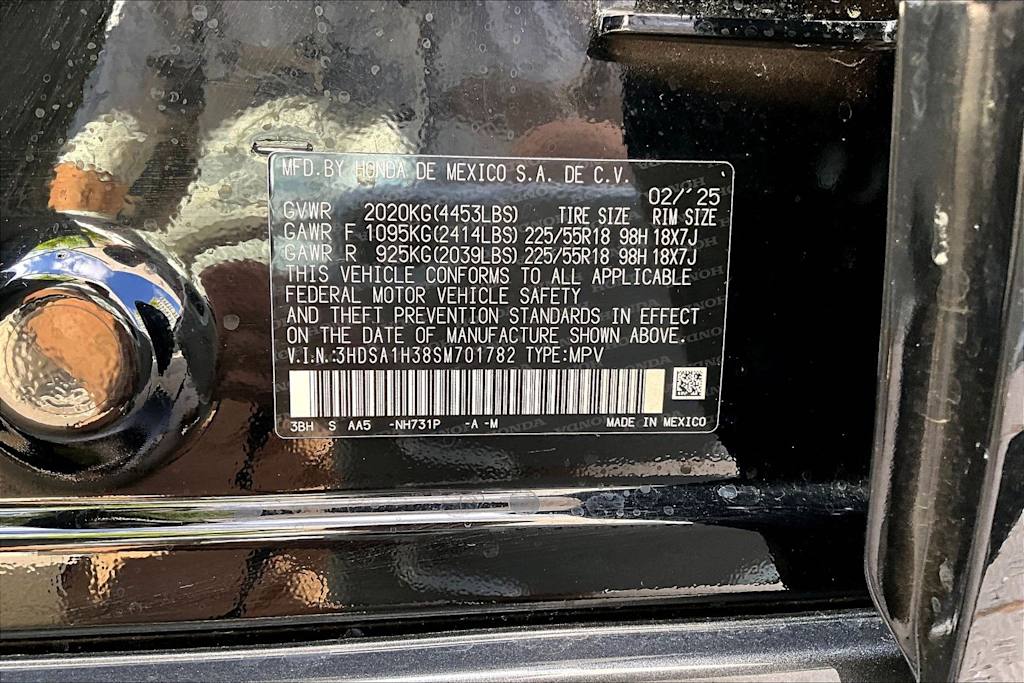 MFD.BY HONDA DE MEXICO S.A. DE C.V.
02/'25
GVWR 2020KG(4453LBS) TIRE SIZE RIM SIZE
GAWR F 1095KG(2414LBS) 225/55R18 98H 18X7J
GAWR R 925KG(2039LBS) 225/55R18 98H 18X7J
THIS VEHICLE CONFORMS TO ALL APPLICABLE
FEDERAL MOTOR VEHICLE SAFETY
AND THEFT PREVENTION STANDARDS IN EFFECT
ON THE DATE OF MANUFACTURE SHOWN ABOVE.
V.I.N.:3HDSA1H38SM701782 TYPE:MPV
3BH S AA5 -NH731P -A -M MADE IN MEXICO